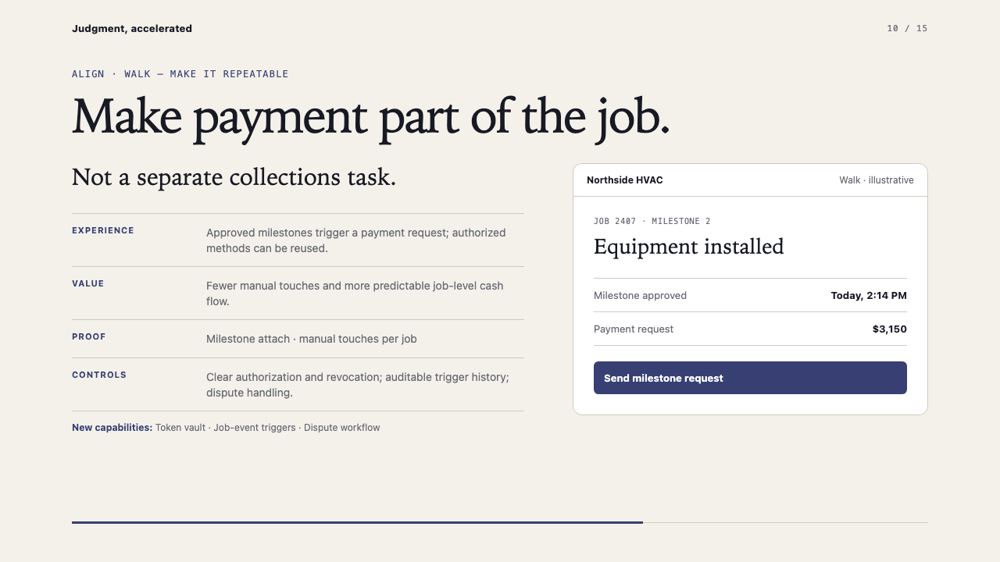 Judgment, accelerated
10 / 15
ALIGN · WALK — MAKE IT REPEATABLE
Make payment part of the job.
Not a separate collections task.
EXPERIENCE
Approved milestones trigger a payment request; authorized
methods can be reused.
VALUE
Fewer manual touches and more predictable job-level cash
flow.
PROOF
Milestone attach · manual touches per job
CONTROLS
Clear authorization and revocation; auditable trigger history;
dispute handling.
New capabilities: Token vault · Job-event triggers · Dispute workflow
Northside HVAC
Walk · illustrative
JOB 2407 · MILESTONE 2
Equipment installed
Milestone approved
Today, 2:14 PM
Payment request
$3,150
Send milestone request